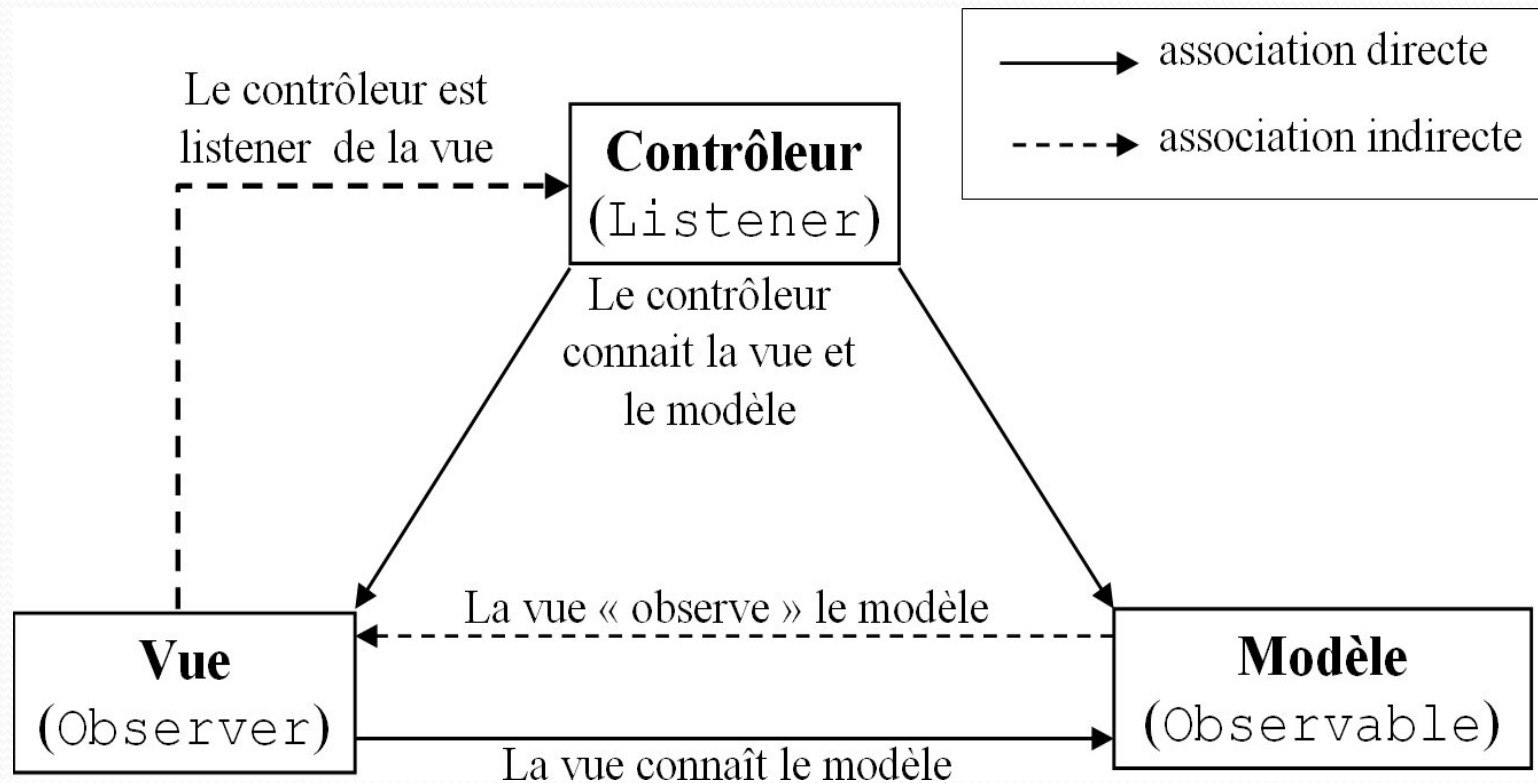 association directe
association indirecte
Le contrôleur est
listener de la vue
Contrôleur
(Listener)
Le contrôleur
connait la vue et
le modèle
La vue « observe » le modèle
Vue
(Observer)
Modèle
(Observable)
La vue connaît le modèle